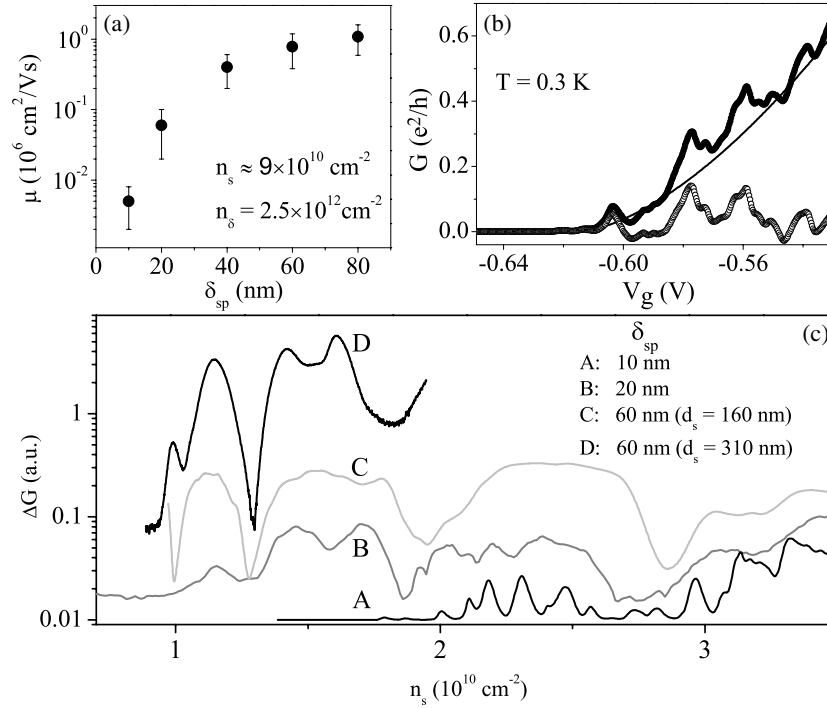 (a)
μ (10^6 cm^2/Vs)
10^0
10^-1
10^-2
n_s ≈ 9×10^10 cm^-2
n_δ = 2.5×10^12 cm^-2
0 20 40 60 80
δ_sp (nm)
(b)
G (e^2/h)
0.6
0.4
0.2
0.0
T = 0.3 K
-0.64 -0.60 -0.56
V_g (V)
(c)
ΔG (a.u.)
1
0.1
0.01
D
C
B
A
δ_sp
A: 10 nm
B: 20 nm
C: 60 nm (d_s = 160 nm)
D: 60 nm (d_s = 310 nm)
1 2 3
n_s (10^10 cm^-2)